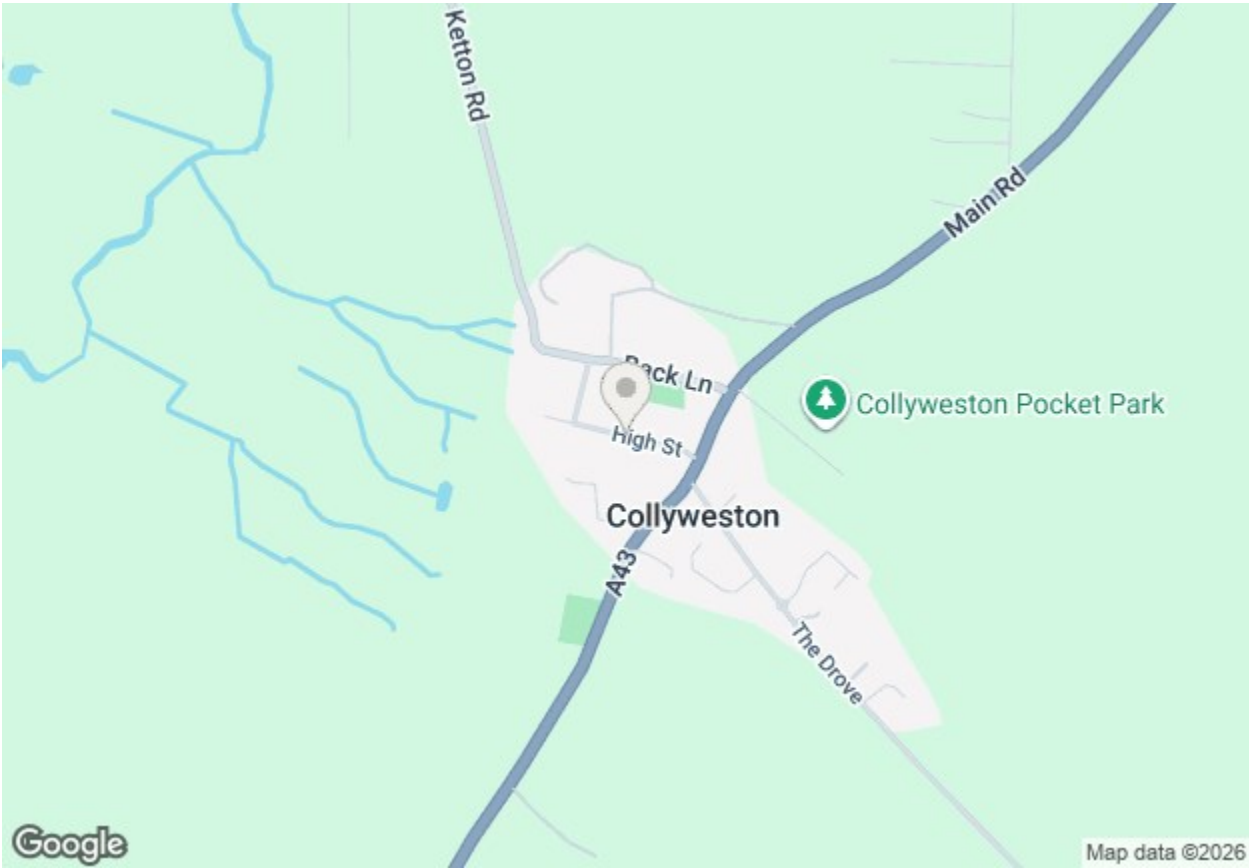 Ketton Rd
Main Rd
Back Ln
Collyweston Pocket Park
High St
Collyweston
A43
The Drove
Google
Map data ©2026